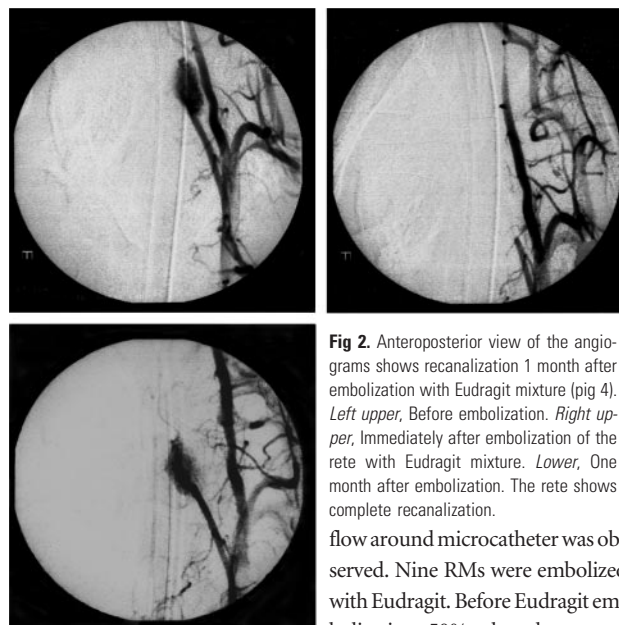 Fig 2. Anteroposterior view of the angio-
grams shows recanalization 1 month after
embolization with Eudragit mixture (pig 4).
Left upper, Before embolization. Right up-
per, Immediately after embolization of the
rete with Eudragit mixture. Lower, One
month after embolization. The rete shows
complete recanalization.
flow around microcatheter was ob-
served. Nine RMs were embolized
with Eudragit. Before Eudragit em-